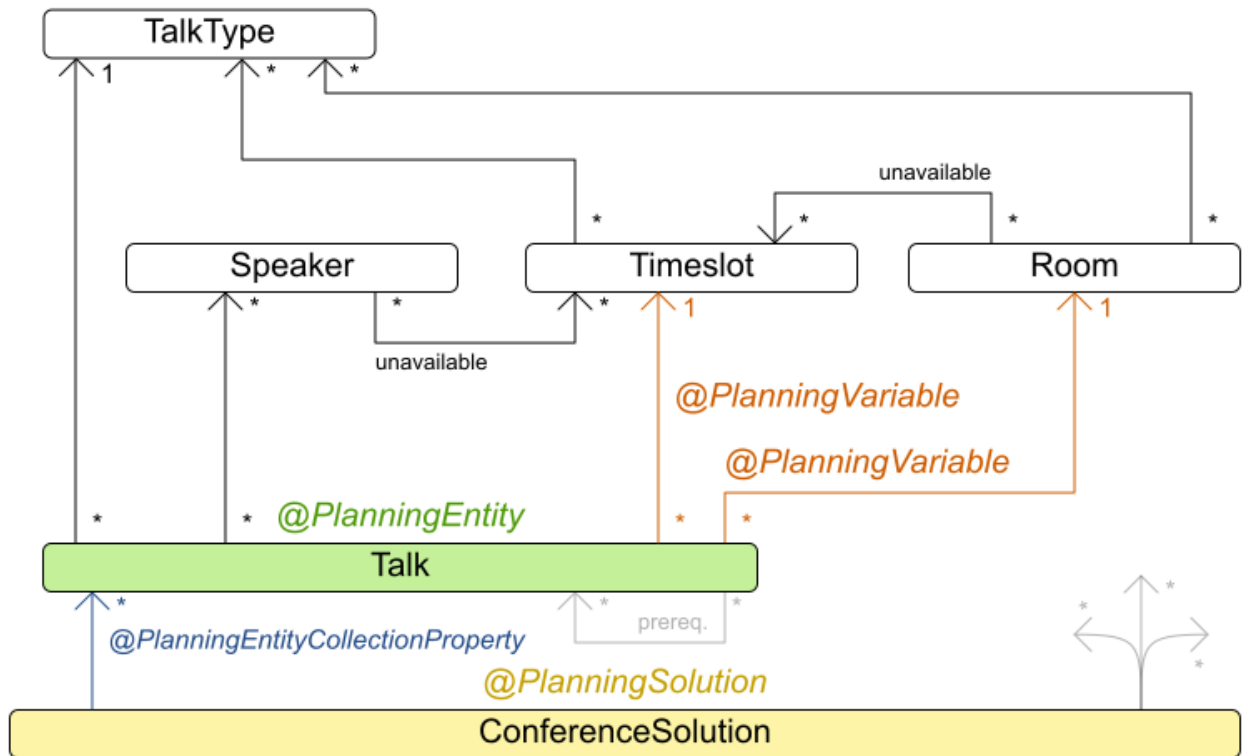 TalkType
1
*
*
unavailable
*
*
*
*
Speaker
Timeslot
Room
*
*
*
1
1
unavailable
@PlanningVariable
@PlanningVariable
@PlanningEntity
*
*
*
*
Talk
*
*
*
prereq.
@PlanningEntityCollectionProperty
*
*
*
@PlanningSolution
ConferenceSolution